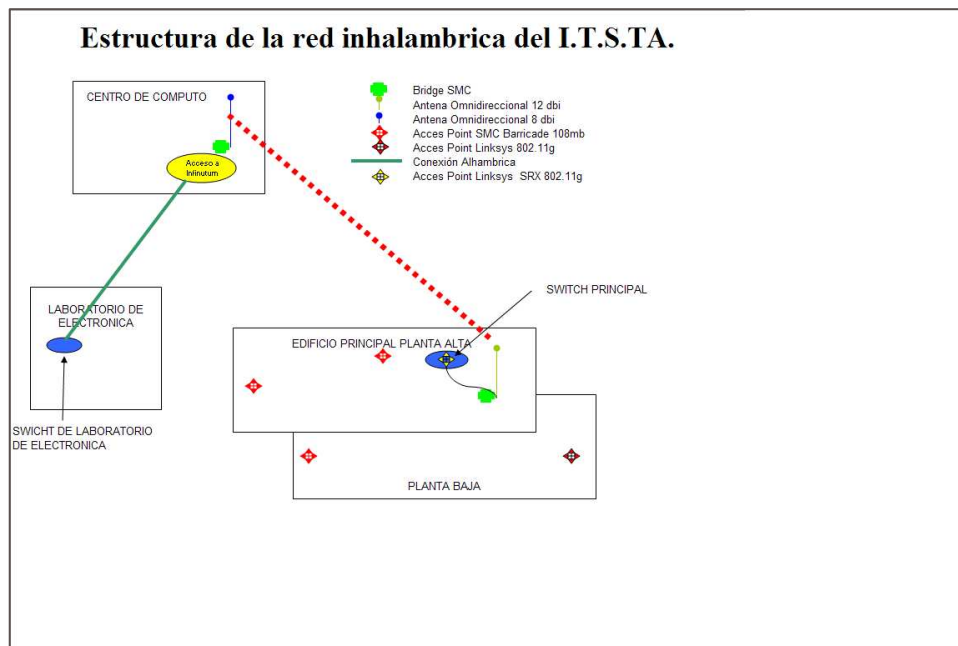 Estructura de la red inhalambrica del I.T.S.TA.
CENTRO DE COMPUTO
Acceso a
Infinutum
Bridge SMC
Antena Omnidireccional 12 dbi
Antena Omnidireccional 8 dbi
Acces Point SMC Barricade 108mb
Acces Point Linksys 802.11g
Conexión Alhambrica
Acces Point Linksys SRX 802.11g
SWITCH PRINCIPAL
LABORATORIO DE
ELECTRONICA
EDIFICIO PRINCIPAL PLANTA ALTA
SWICHT DE LABORATORIO
DE ELECTRONICA
PLANTA BAJA